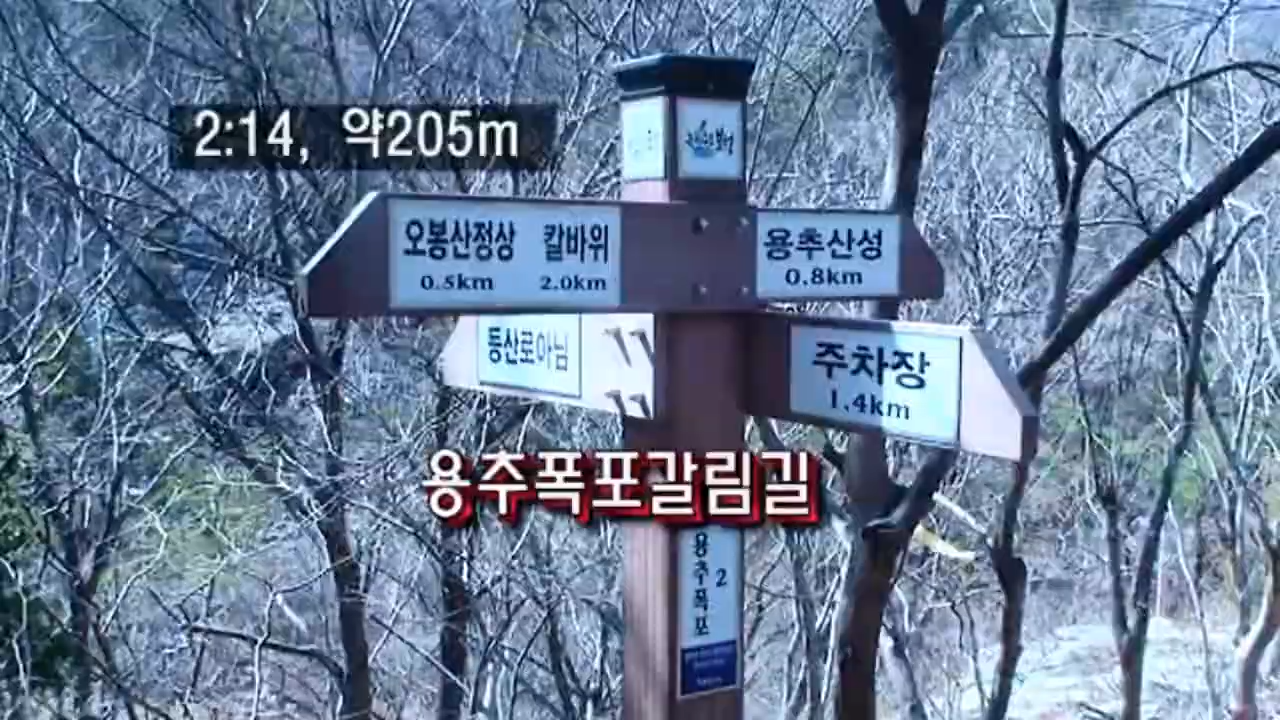 2:14, 약205m
오봉산정상 칼바위
0.5km 2.0km
용추산성
0.8km
등산로아님
주차장
1.4km
용추폭포갈림길
용추폭포
2